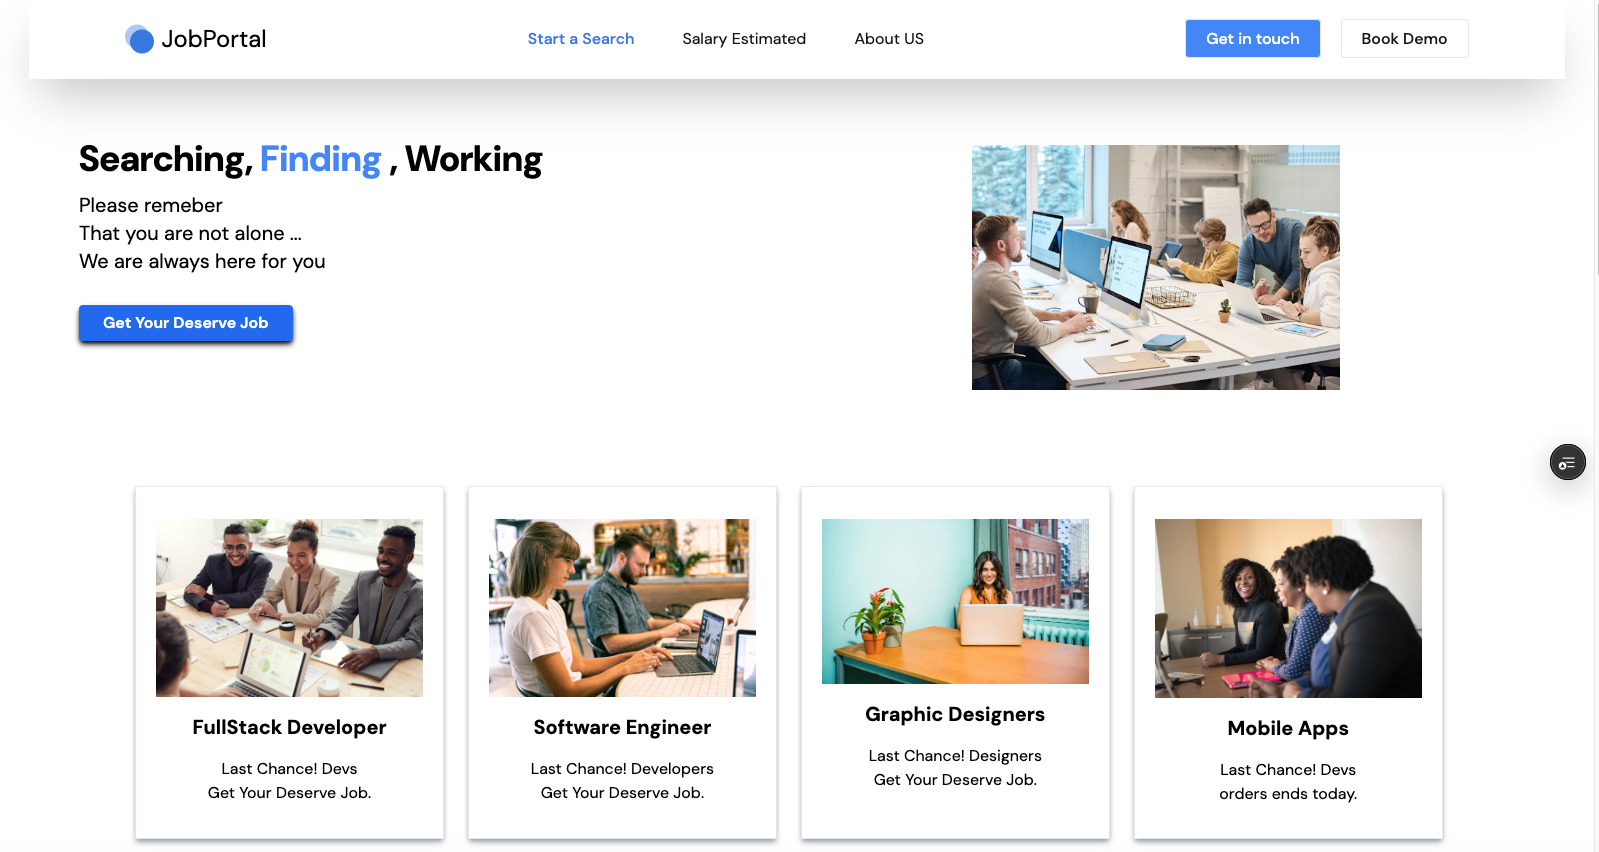 JobPortal
Start a Search
Salary Estimated
About US
Get in touch
Book Demo
Searching, Finding , Working
Please remeber
That you are not alone ...
We are always here for you
Get Your Deserve Job
FullStack Developer
Last Chance! Devs
Get Your Deserve Job.
Software Engineer
Last Chance! Developers
Get Your Deserve Job.
Graphic Designers
Last Chance! Designers
Get Your Deserve Job.
Mobile Apps
Last Chance! Devs
orders ends today.